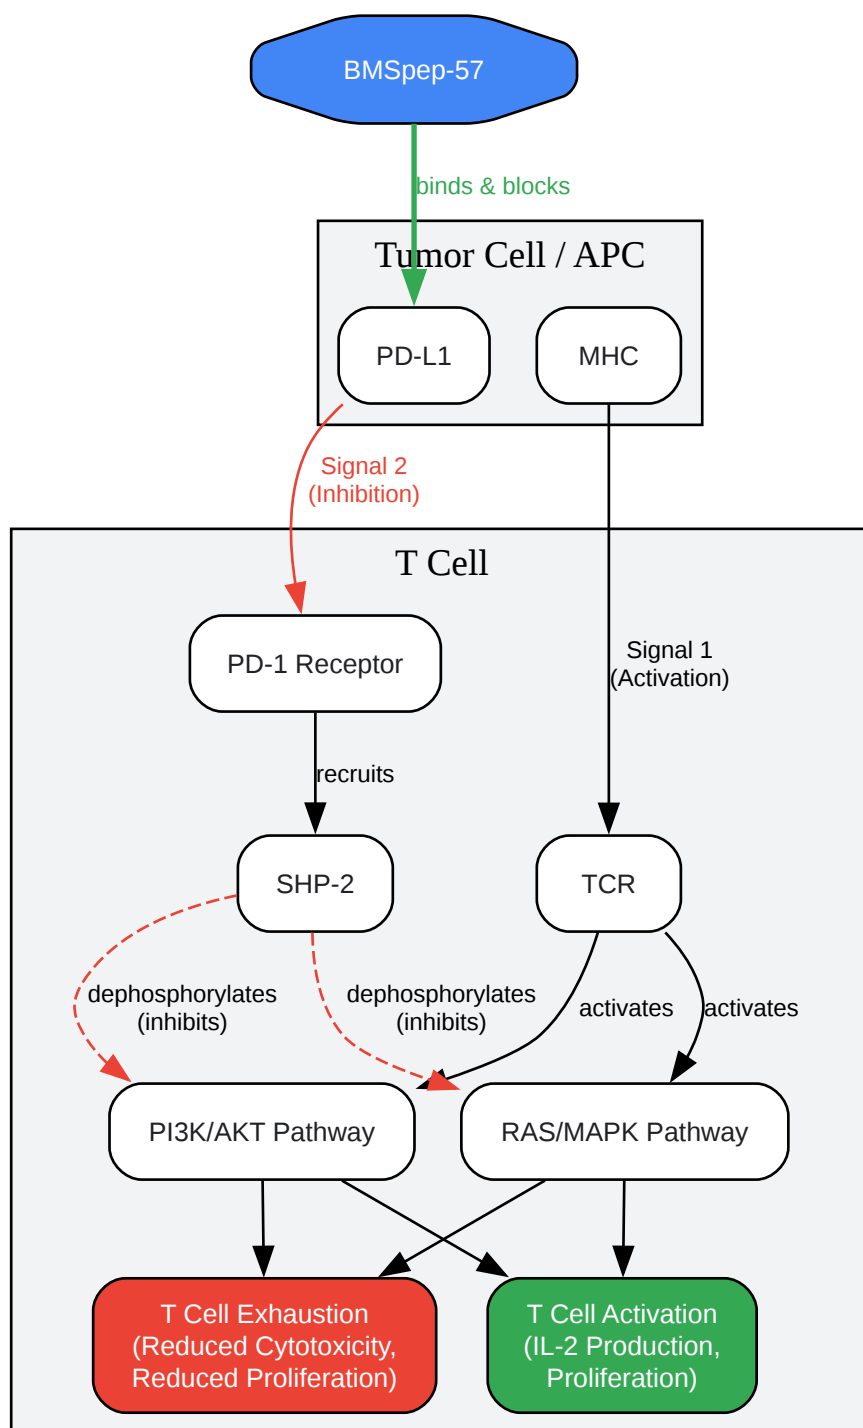 BMSpep-57
binds & blocks
Tumor Cell / APC
PD-L1
MHC
Signal 2
(Inhibition)
T Cell
PD-1 Receptor
Signal 1
(Activation)
recruits
SHP-2
TCR
dephosphorylates
(inhibits)
dephosphorylates
(inhibits)
activates
activates
PI3K/AKT Pathway
RAS/MAPK Pathway
T Cell Exhaustion
(Reduced Cytotoxicity,
Reduced Proliferation)
T Cell Activation
(IL-2 Production,
Proliferation)